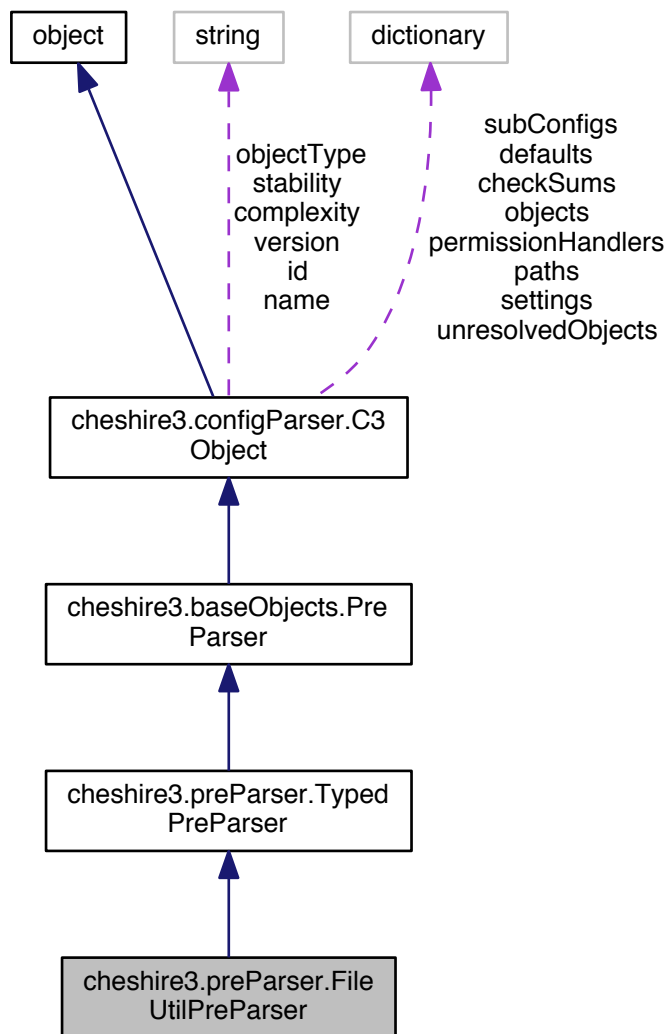 object
string
dictionary
objectType
stability
complexity
version
id
name
subConfigs
defaults
checkSums
objects
permissionHandlers
paths
settings
unresolvedObjects
cheshire3.configParser.C3
Object
cheshire3.baseObjects.Pre
Parser
cheshire3.preParser.Typed
PreParser
cheshire3.preParser.File
UtilPreParser